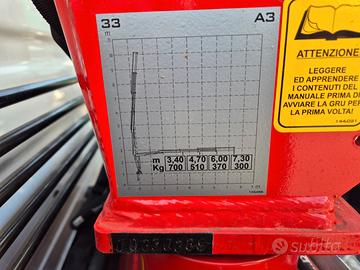 33 A3
m
m 3,40 4,70 6,00 7,30
Kg 700 510 370 300
ATTENZIONE
LEGGERE
ED APPRENDERE
I CONTENUTI DEL
MANUALE PRIMA DI
AVVIARE LA GRU PER
LA PRIMA VOLTA!
subito